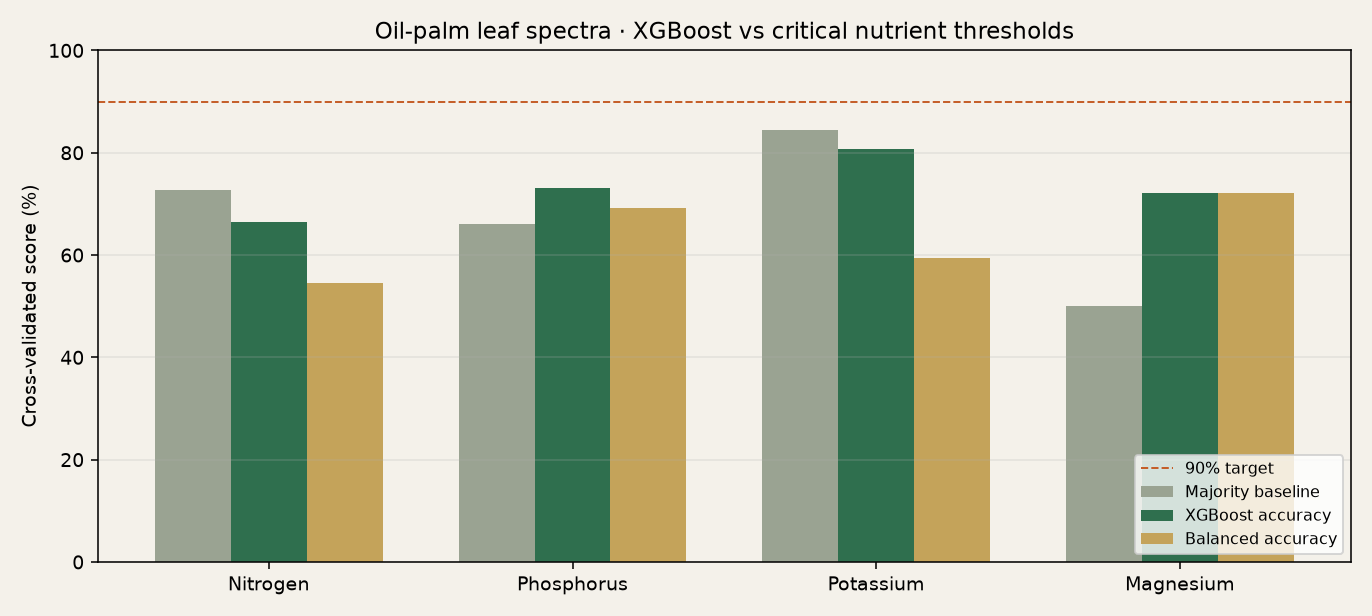 Oil-palm leaf spectra · XGBoost vs critical nutrient thresholds
Cross-validated score (%)
100
80
60
40
20
0
Nitrogen
Phosphorus
Potassium
Magnesium
90% target
Majority baseline
XGBoost accuracy
Balanced accuracy